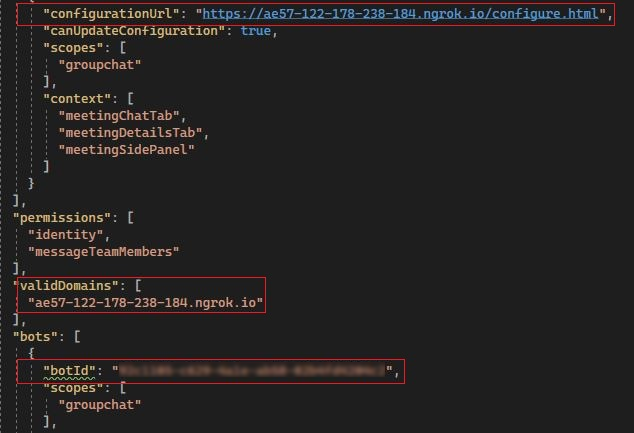 {
"configurationUrl": "https://ae57-122-178-238-184.ngrok.io/configure.html",
"canUpdateConfiguration": true,
"scopes": [
"groupchat"
],
"context": [
"meetingChatTab",
"meetingDetailsTab",
"meetingSidePanel"
]
}
],
"permissions": [
"identity",
"messageTeamMembers"
],
"validDomains": [
"ae57-122-178-238-184.ngrok.io"
],
"bots": [
{
"botId": "",
"scopes": [
"groupchat"
],